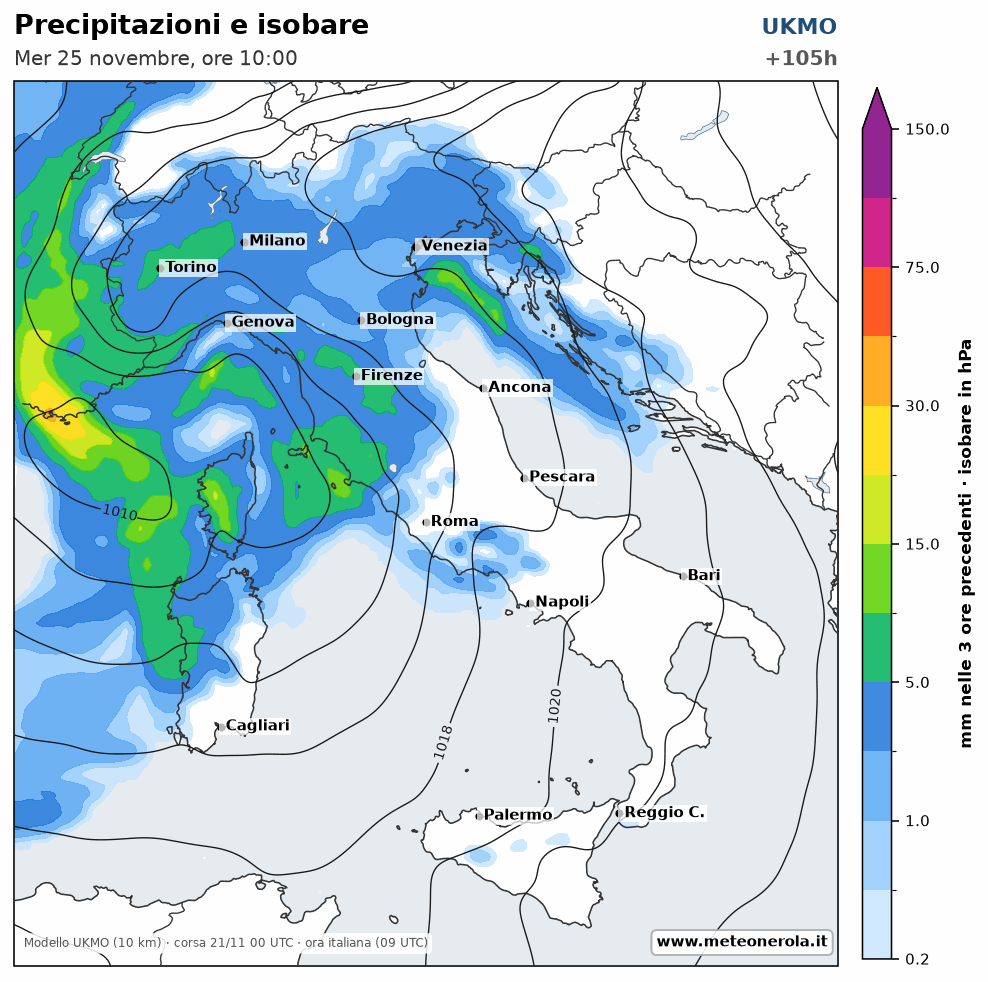 Precipitazioni e isobare
UKMO
Mer 25 novembre, ore 10:00
+105h
150.0
75.0
30.0
15.0
5.0
1.0
0.2
mm nelle 3 ore precedenti · isobare in hPa
Milano
Venezia
Torino
Genova
Bologna
Firenze
Ancona
Pescara
1010
Roma
Bari
Napoli
1020
Cagliari
1018
Palermo
Reggio C.
Modello UKMO (10 km) · corsa 21/11 00 UTC · ora italiana (09 UTC)
www.meteonerola.it